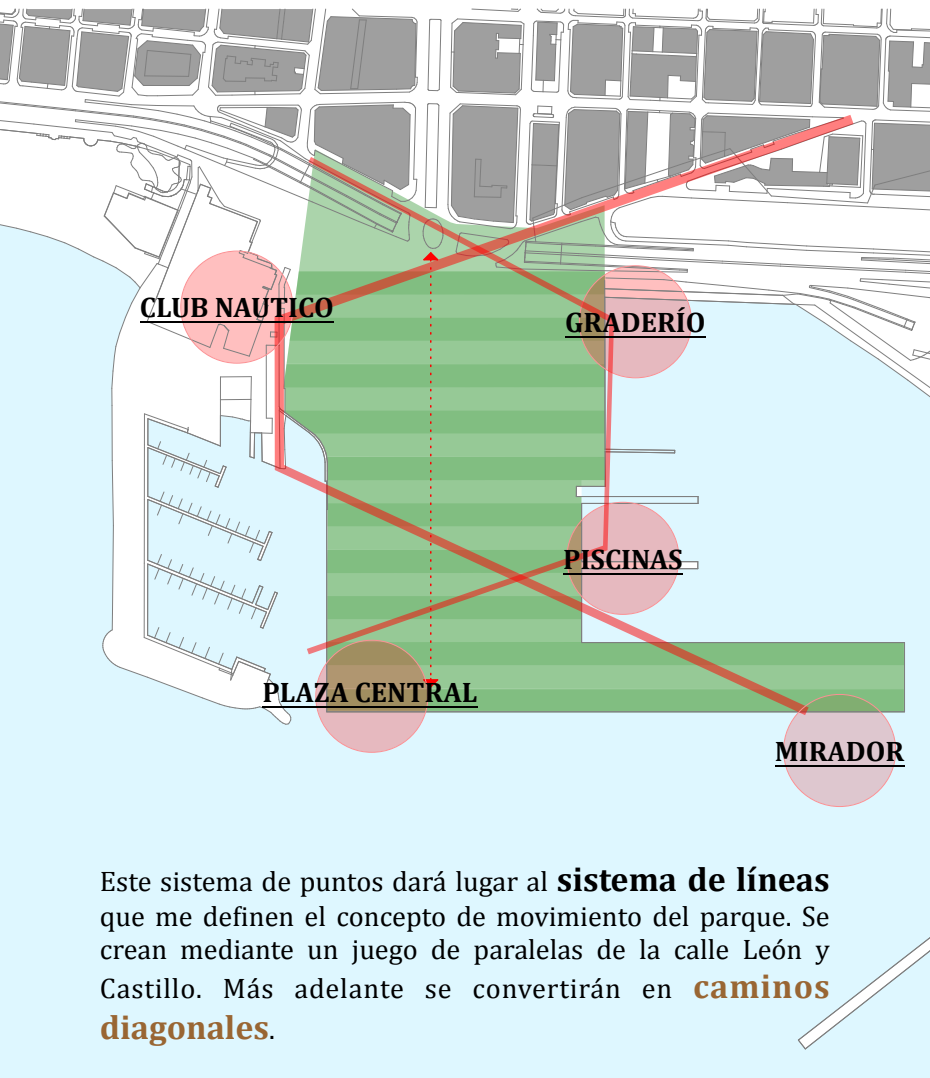 CLUB NAUTICO
GRADERÍO
PISCINAS
PLAZA CENTRAL
MIRADOR
Este sistema de puntos dará lugar al sistema de líneas
que me definen el concepto de movimiento del parque. Se
crean mediante un juego de paralelas de la calle León y
Castillo. Más adelante se convertirán en caminos
diagonales.